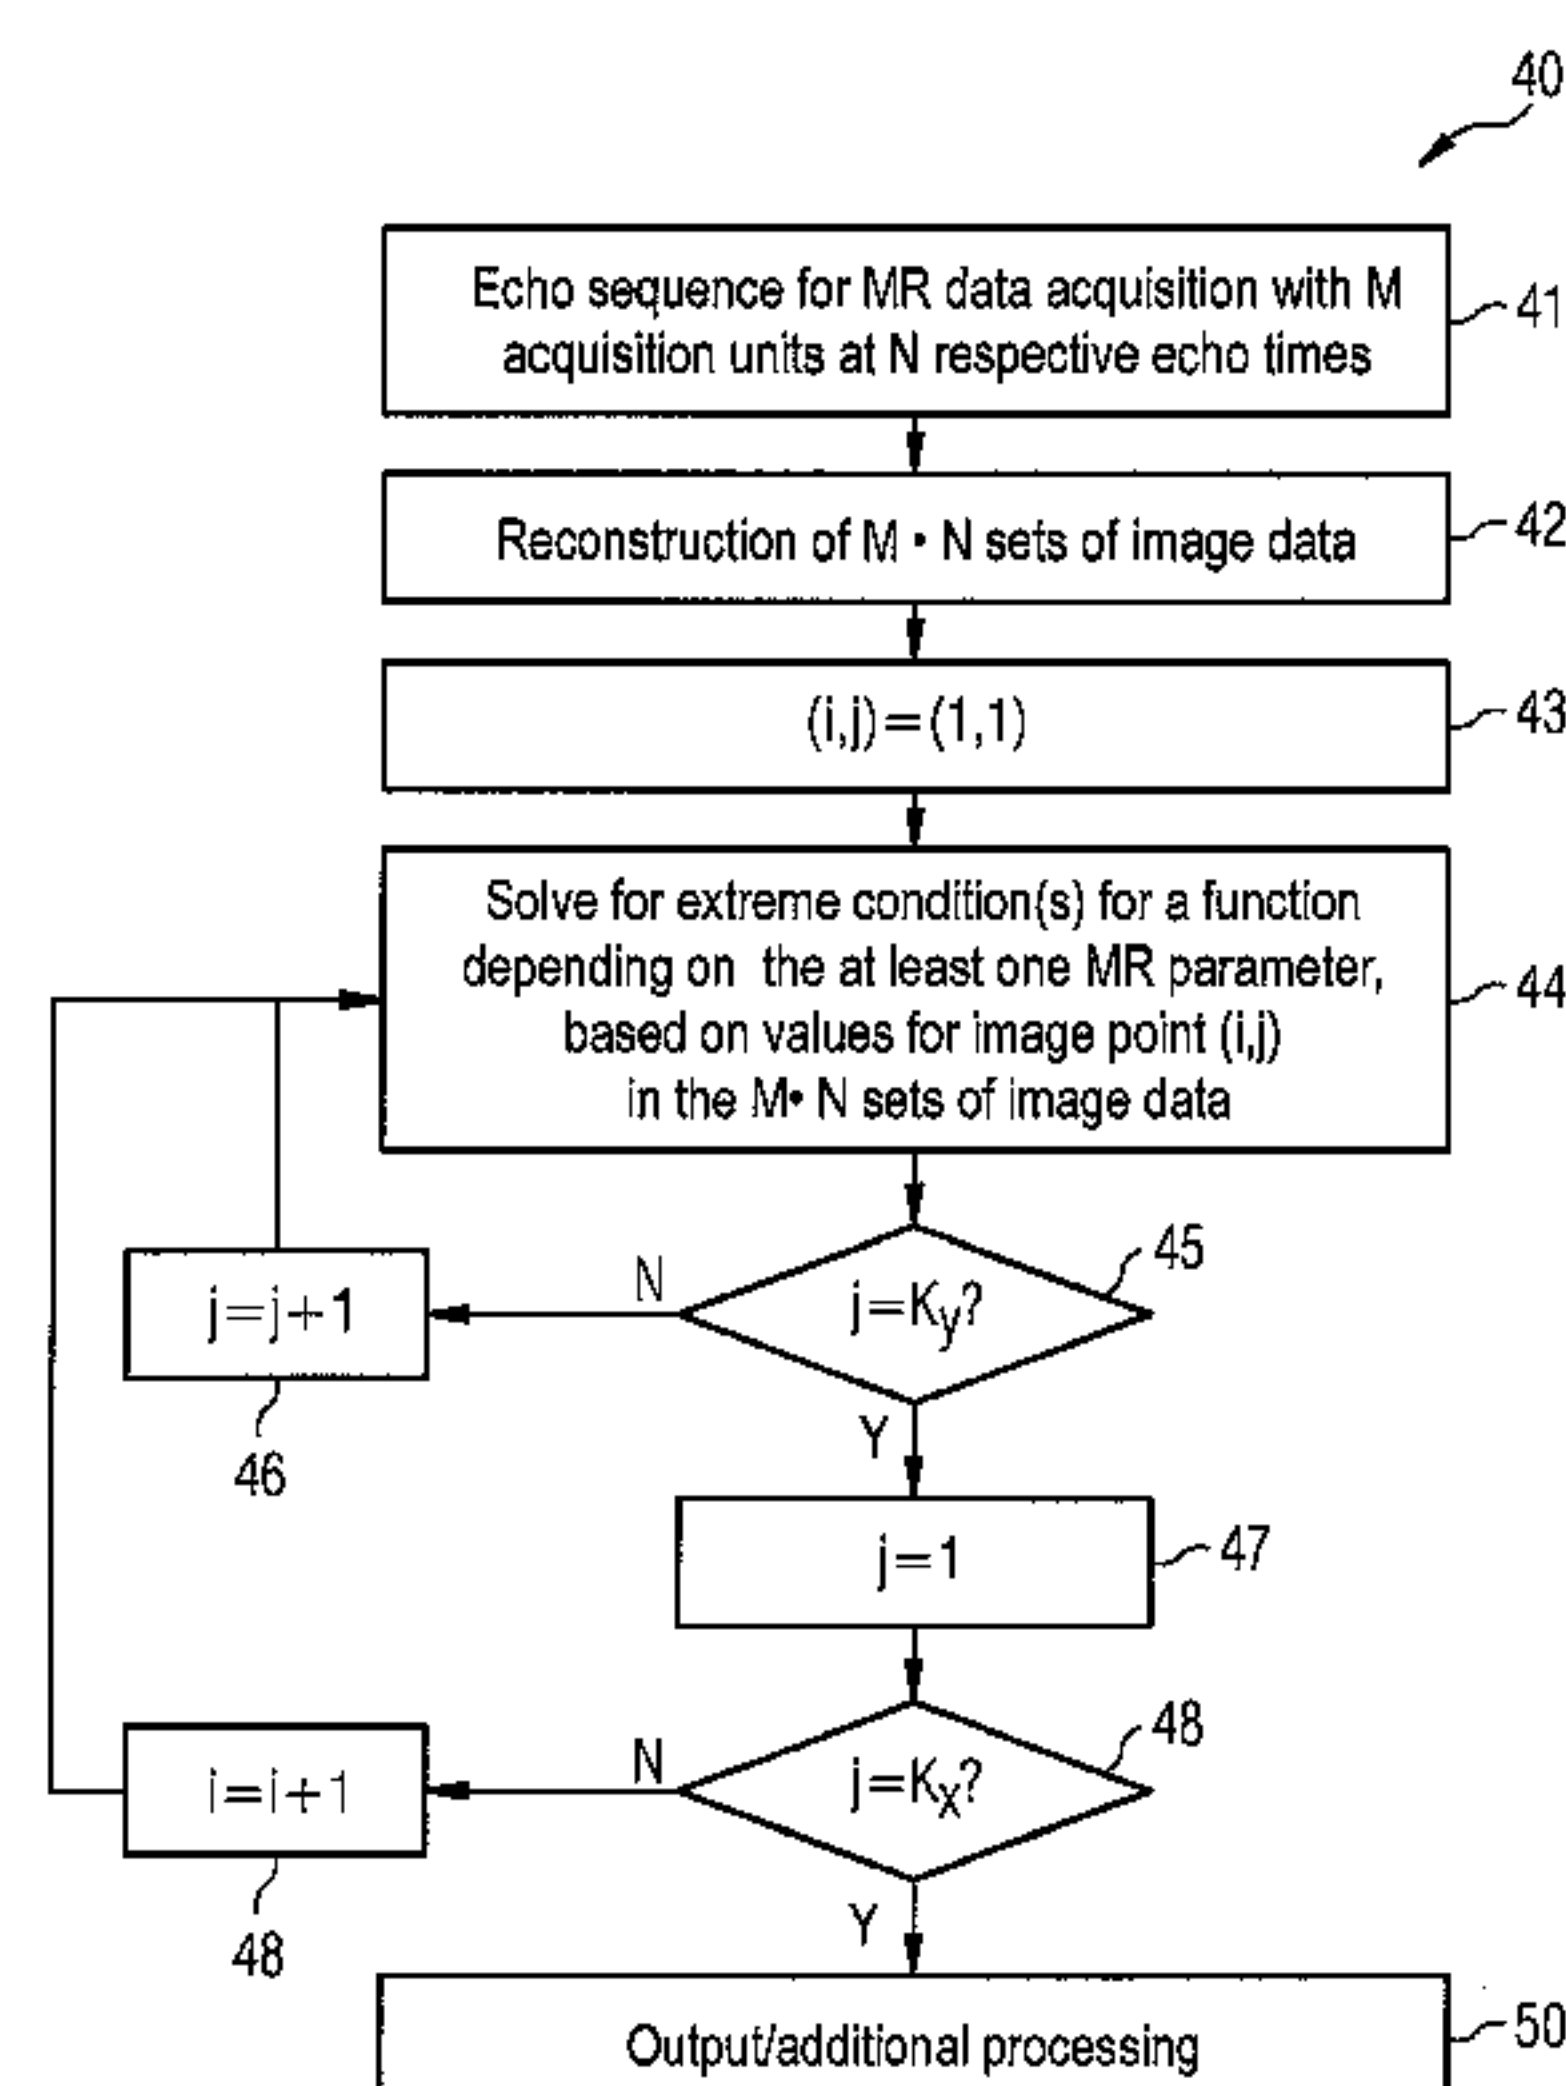 40
Echo sequence for MR data acquisition with M
acquisition units at N respective echo times
41
Reconstruction of M • N sets of image data
42
(i,j)=(1,1)
43
Solve for extreme condition(s) for a function
depending on the at least one MR parameter,
based on values for image point (i,j)
in the M• N sets of image data
44
j=Ky?
45
N
j=j+1
46
Y
j=1
47
j=Kx?
48
N
i=i+1
48
Y
Output/additional processing
50